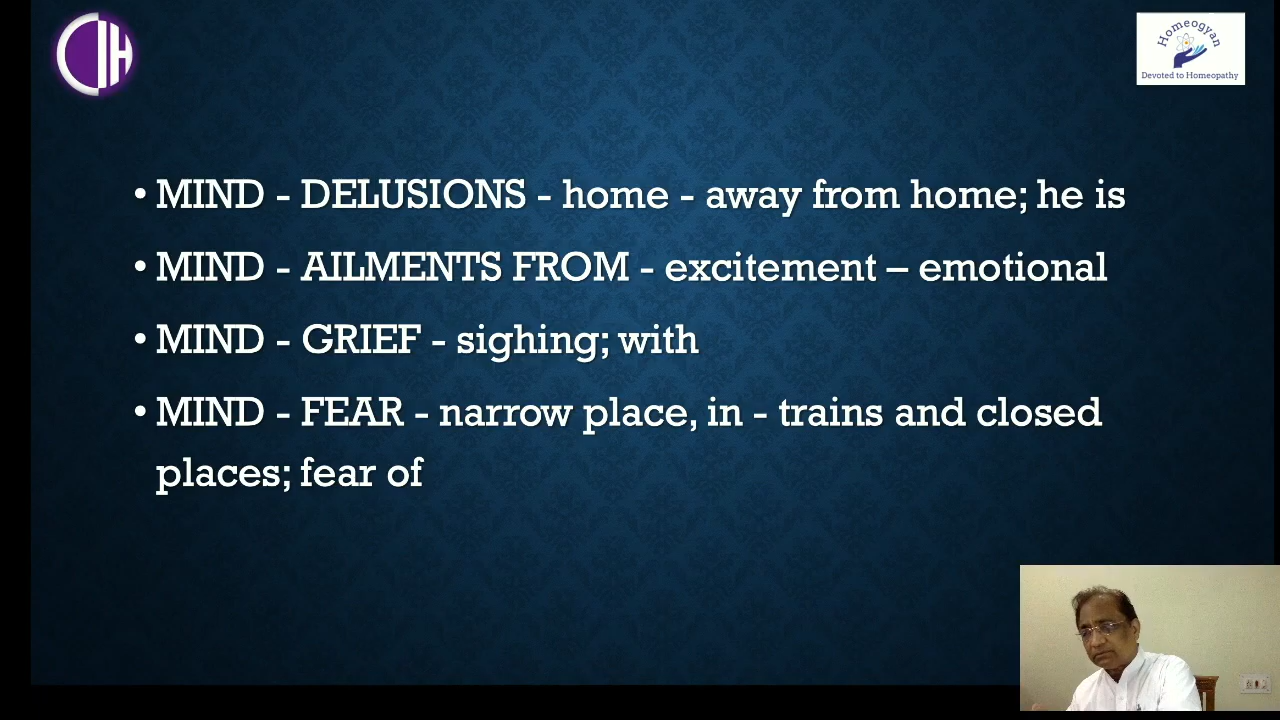 Homeogyan
Devoted to Homeopathy
• MIND - DELUSIONS - home - away from home; he is
• MIND - AILMENTS FROM - excitement – emotional
• MIND - GRIEF - sighing; with
• MIND - FEAR - narrow place, in - trains and closed
places; fear of